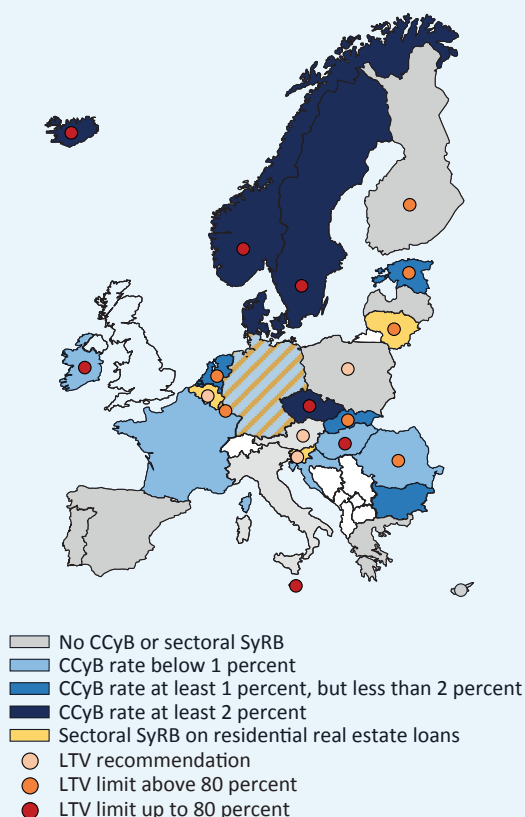 No CCyB or sectoral SyRB
CCyB rate below 1 percent
CCyB rate at least 1 percent, but less than 2 percent
CCyB rate at least 2 percent
Sectoral SyRB on residential real estate loans
LTV recommendation
LTV limit above 80 percent
LTV limit up to 80 percent